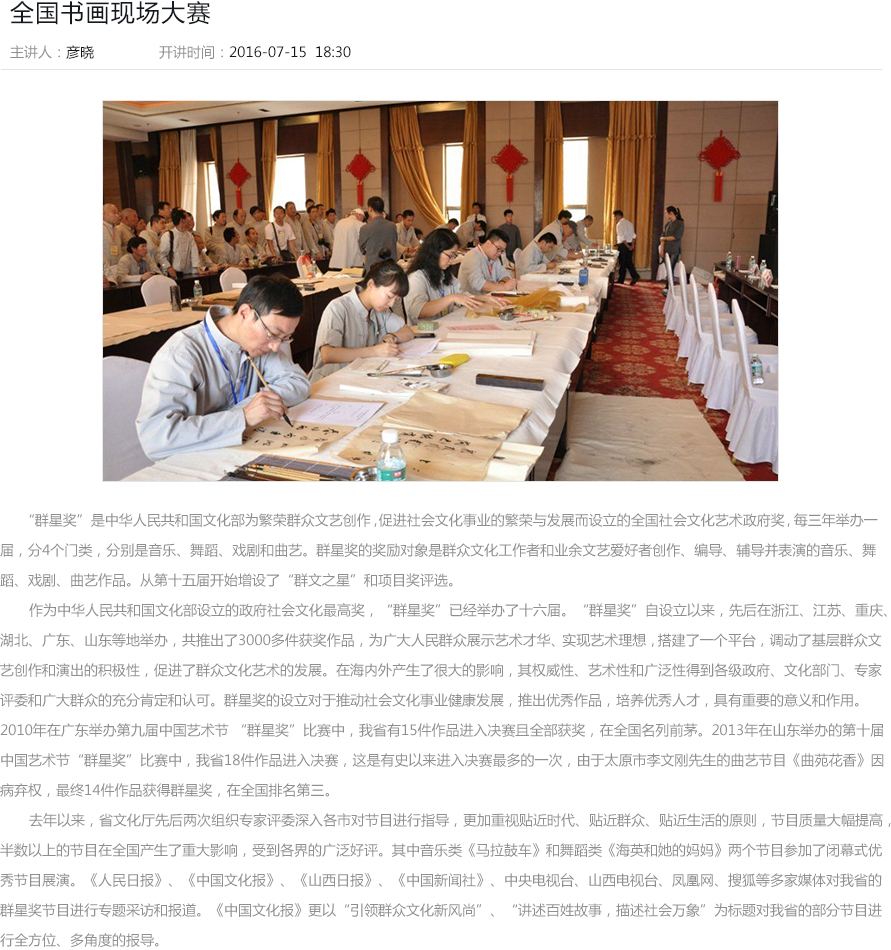 全国书画现场大赛
主讲人：彦晓 开讲时间：2016-07-15 18:30
“群星奖”是中华人民共和国文化部为繁荣群众文艺创作,促进社会文化事业的繁荣与发展而设立的全国社会文化艺术政府奖,每三年举办一
届，分4个门类，分别是音乐、舞蹈、戏剧和曲艺。群星奖的奖励对象是群众文化工作者和业余文艺爱好者创作、编导、辅导并表演的音乐、舞
蹈、戏剧、曲艺作品。从第十五届开始增设了“群文之星”和项目奖评选。
作为中华人民共和国文化部设立的政府社会文化最高奖，“群星奖”已经举办了十六届。“群星奖”自设立以来，先后在浙江、江苏、重庆、
湖北、广东、山东等地举办，共推出了3000多件获奖作品，为广大人民群众展示艺术才华、实现艺术理想，搭建了一个平台，调动了基层群众文
艺创作和演出的积极性，促进了群众文化艺术的发展。在海内外产生了很大的影响，其权威性、艺术性和广泛性得到各级政府、文化部门、专家
评委和广大群众的充分肯定和认可。群星奖的设立对于推动社会文化事业健康发展，推出优秀作品，培养优秀人才，具有重要的意义和作用。
2010年在广东举办第九届中国艺术节 “群星奖”比赛中，我省有15件作品进入决赛且全部获奖，在全国名列前茅。2013年在山东举办的第十届
中国艺术节“群星奖”比赛中，我省18件作品进入决赛，这是有史以来进入决赛最多的一次，由于太原市李文刚先生的曲艺节目《曲苑花香》因
病弃权，最终14件作品获得群星奖，在全国排名第三。
去年以来，省文化厅先后两次组织专家评委深入各市对节目进行指导，更加重视贴近时代、贴近群众、贴近生活的原则，节目质量大幅提高，
半数以上的节目在全国产生了重大影响，受到各界的广泛好评。其中音乐类《马拉鼓车》和舞蹈类《海英和她的妈妈》两个节目参加了闭幕式优
秀节目展演。《人民日报》、《中国文化报》、《山西日报》、《中国新闻社》、中央电视台、山西电视台、凤凰网、搜狐等多家媒体对我省的
群星奖节目进行专题采访和报道。《中国文化报》更以“引领群众文化新风尚”、“讲述百姓故事，描述社会万象”为标题对我省的部分节目进
行全方位、多角度的报导。